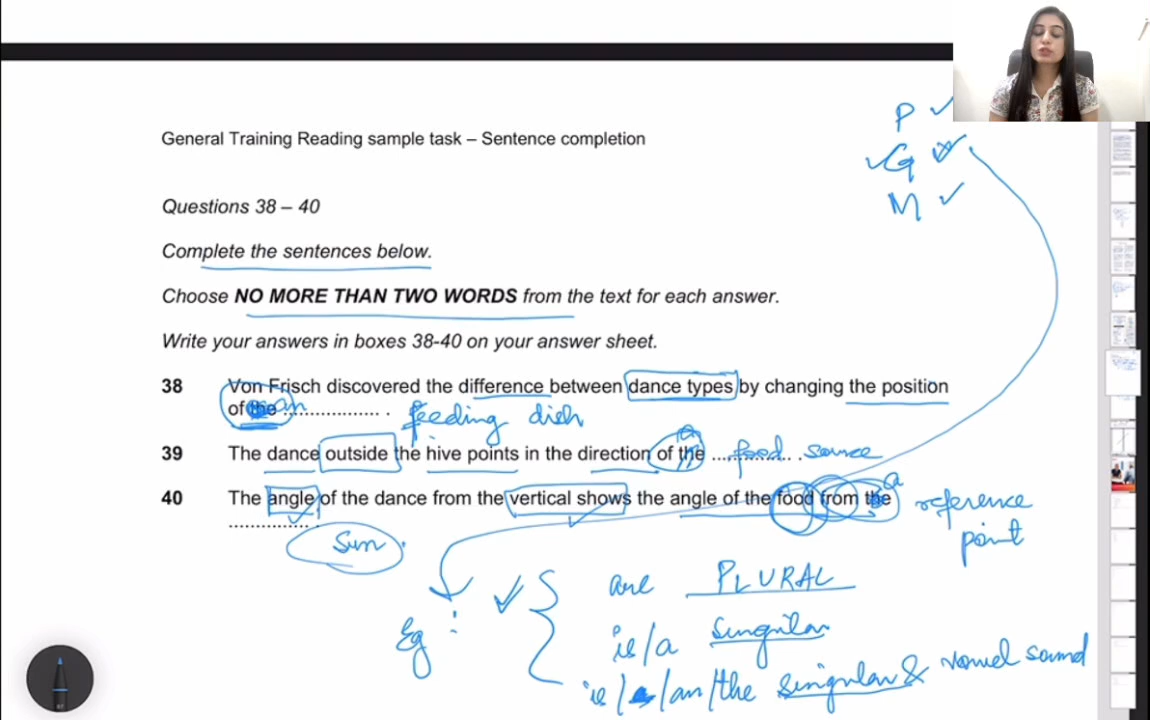 P
General Training Reading sample task – Sentence completion
G
M
Questions 38 – 40
Complete the sentences below.
Choose NO MORE THAN TWO WORDS from the text for each answer.
Write your answers in boxes 38-40 on your answer sheet.
38 Von Frisch discovered the difference between dance types by changing the position
of the an ................. . feeding dish
39 The dance outside the hive points in the direction of the a ................. . food source
40 The angle of the dance from the vertical shows the angle of the food from the a reference
................. . point
Sun
are PLURAL
Eg : is/a singular
is/a/an/the singular & vowel sound